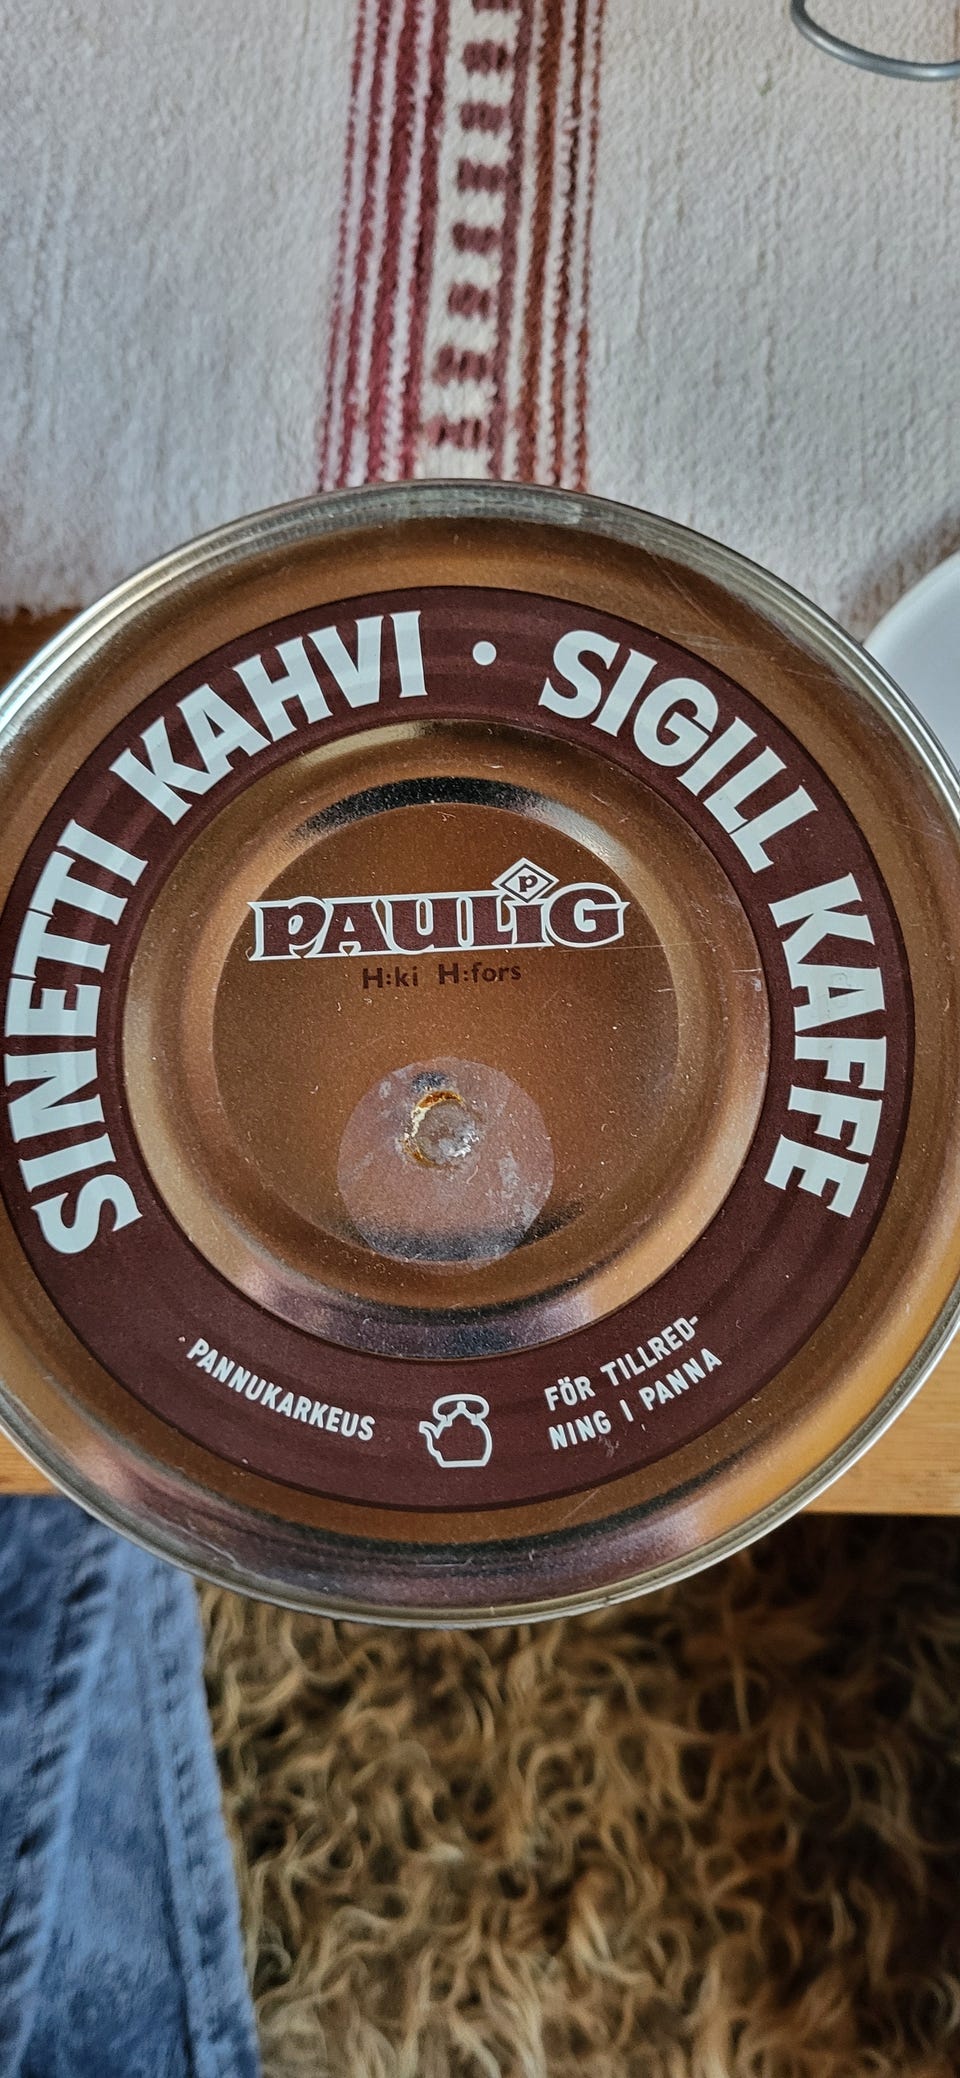 SINETTI KAHVI • SIGILL KAFFE
P
PAULiG
H:ki H:fors
PANNUKARKEUS
FÖR TILLRED-
NING I PANNA